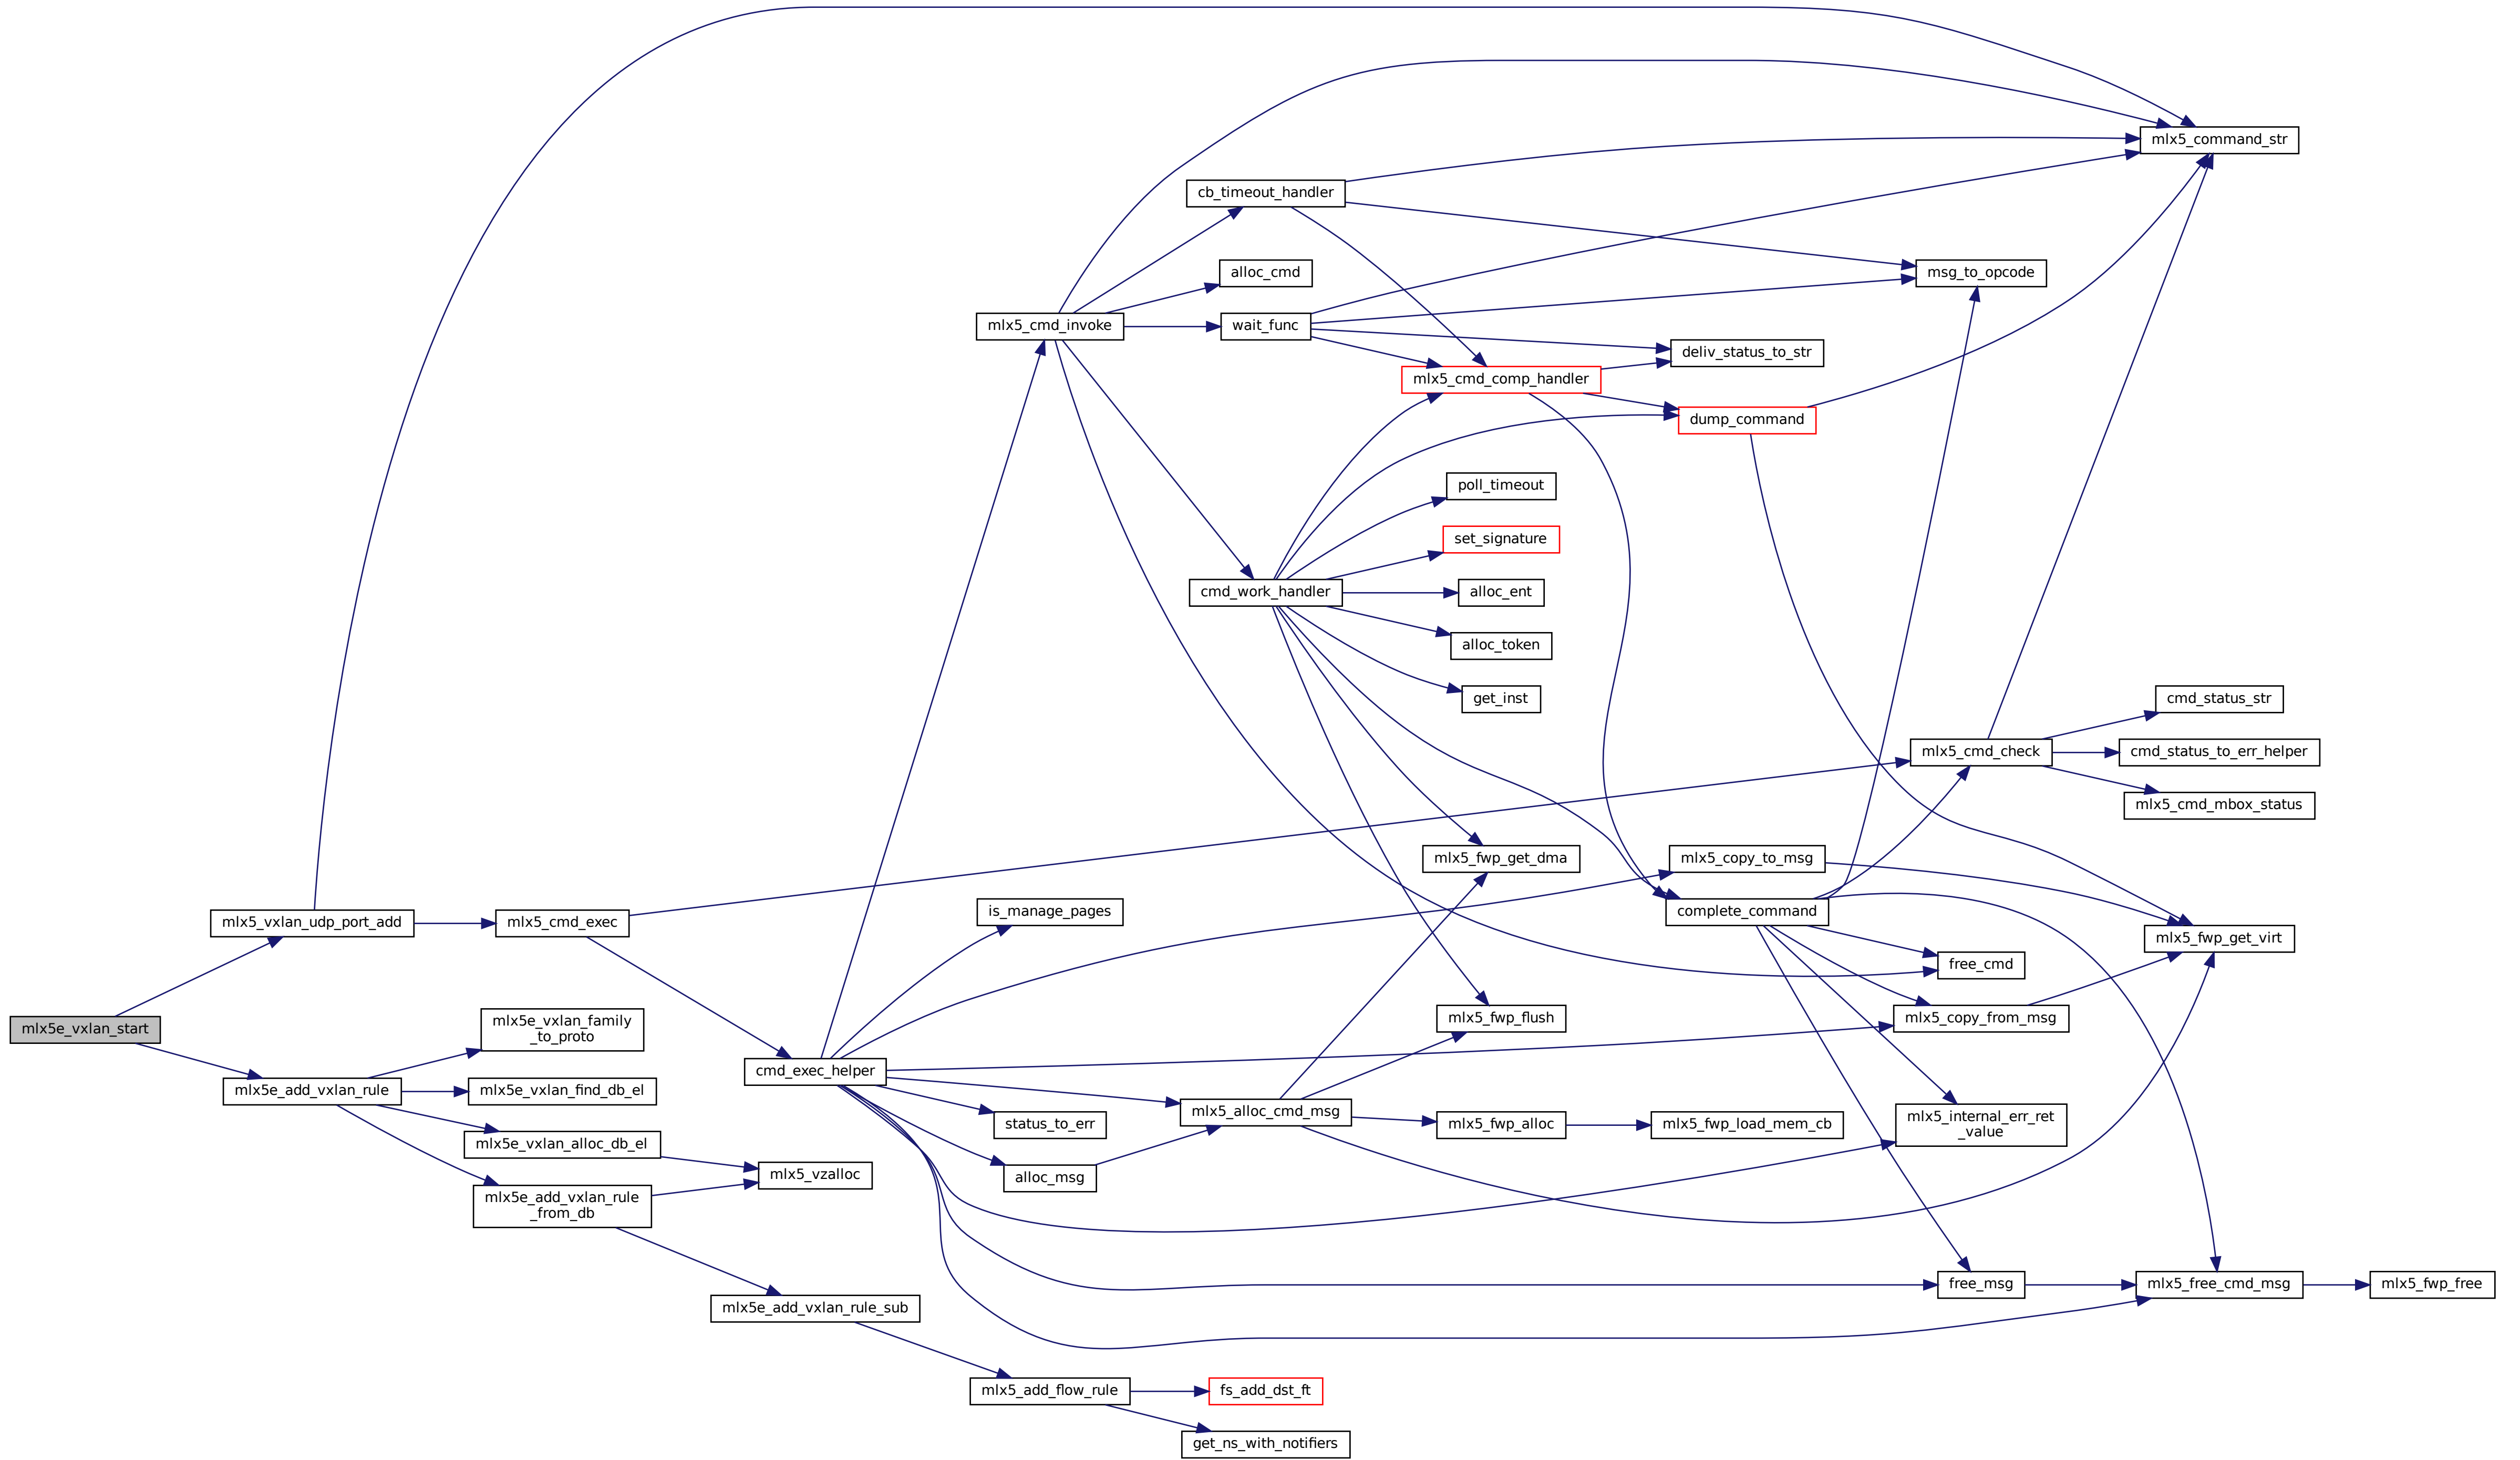 mlx5e_vxlan_start
mlx5_vxlan_udp_port_add
mlx5e_add_vxlan_rule
mlx5_cmd_exec
mlx5e_vxlan_family
_to_proto
mlx5e_vxlan_find_db_el
mlx5e_vxlan_alloc_db_el
mlx5e_add_vxlan_rule
_from_db
cmd_exec_helper
mlx5_vzalloc
mlx5e_add_vxlan_rule_sub
mlx5_cmd_invoke
is_manage_pages
status_to_err
alloc_msg
mlx5_add_flow_rule
cb_timeout_handler
alloc_cmd
wait_func
cmd_work_handler
mlx5_alloc_cmd_msg
fs_add_dst_ft
get_ns_with_notifiers
mlx5_cmd_comp_handler
poll_timeout
set_signature
alloc_ent
alloc_token
get_inst
mlx5_fwp_get_dma
mlx5_fwp_flush
mlx5_fwp_alloc
deliv_status_to_str
dump_command
mlx5_copy_to_msg
complete_command
mlx5_fwp_load_mem_cb
msg_to_opcode
mlx5_cmd_check
free_cmd
mlx5_copy_from_msg
mlx5_internal_err_ret
_value
free_msg
mlx5_command_str
cmd_status_str
cmd_status_to_err_helper
mlx5_cmd_mbox_status
mlx5_fwp_get_virt
mlx5_free_cmd_msg
mlx5_fwp_free